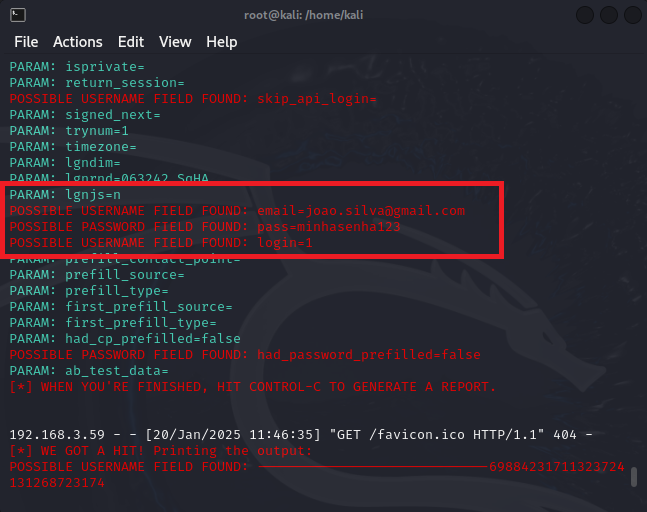 root@kali: /home/kali
File Actions Edit View Help
PARAM: isprivate=
PARAM: return_session=
POSSIBLE USERNAME FIELD FOUND: skip_api_login=
PARAM: signed_next=
PARAM: trynum=1
PARAM: timezone=
PARAM: lgndim=
PARAM: lgnrnd=063242_SqHA
PARAM: lgnjs=n
POSSIBLE USERNAME FIELD FOUND: email=joao.silva@gmail.com
POSSIBLE PASSWORD FIELD FOUND: pass=minhasenha123
POSSIBLE USERNAME FIELD FOUND: login=1
PARAM: prefill_contact_point=
PARAM: prefill_source=
PARAM: prefill_type=
PARAM: first_prefill_source=
PARAM: first_prefill_type=
PARAM: had_cp_prefilled=false
POSSIBLE PASSWORD FIELD FOUND: had_password_prefilled=false
PARAM: ab_test_data=
[*] WHEN YOU'RE FINISHED, HIT CONTROL-C TO GENERATE A REPORT.
192.168.3.59 - - [20/Jan/2025 11:46:35] "GET /favicon.ico HTTP/1.1" 404 -
[*] WE GOT A HIT! Printing the output:
POSSIBLE USERNAME FIELD FOUND: -----------------------------69884231711323724
131268723174